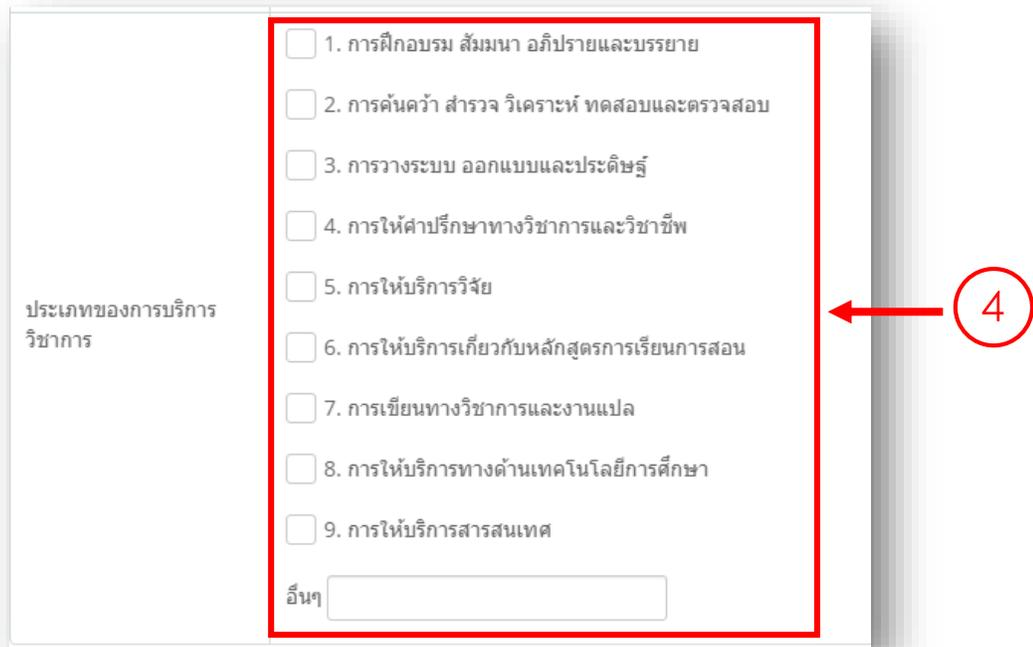 1. การฝึกอบรม สัมมนา อภิปรายและบรรยาย
2. การค้นคว้า สำรวจ วิเคราะห์ ทดสอบและตรวจสอบ
3. การวางระบบ ออกแบบและประดิษฐ์
4. การให้คำปรึกษาทางวิชาการและวิชาชีพ
5. การให้บริการวิจัย
ประเภทของการบริการ
วิชาการ
4
6. การให้บริการเกี่ยวกับหลักสูตรการเรียนการสอน
7. การเขียนทางวิชาการและงานแปล
8. การให้บริการทางด้านเทคโนโลยีการศึกษา
9. การให้บริการสารสนเทศ
อื่นๆ